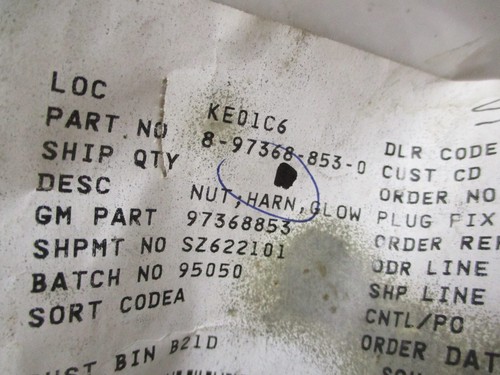 LOC KE01C6
PART NO 8-97368-853-0 DLR CODE
SHIP QTY CUST CD
DESC NUT;HARN,GLOW PLUG FIX ORDER NO
GM PART 97368853
SHPMT NO SZ622101 ORDER REF
BATCH NO 95050 ODR LINE
SORT CODEA SHP LINE
CNTL/PO
BIN B21D ORDER DAT